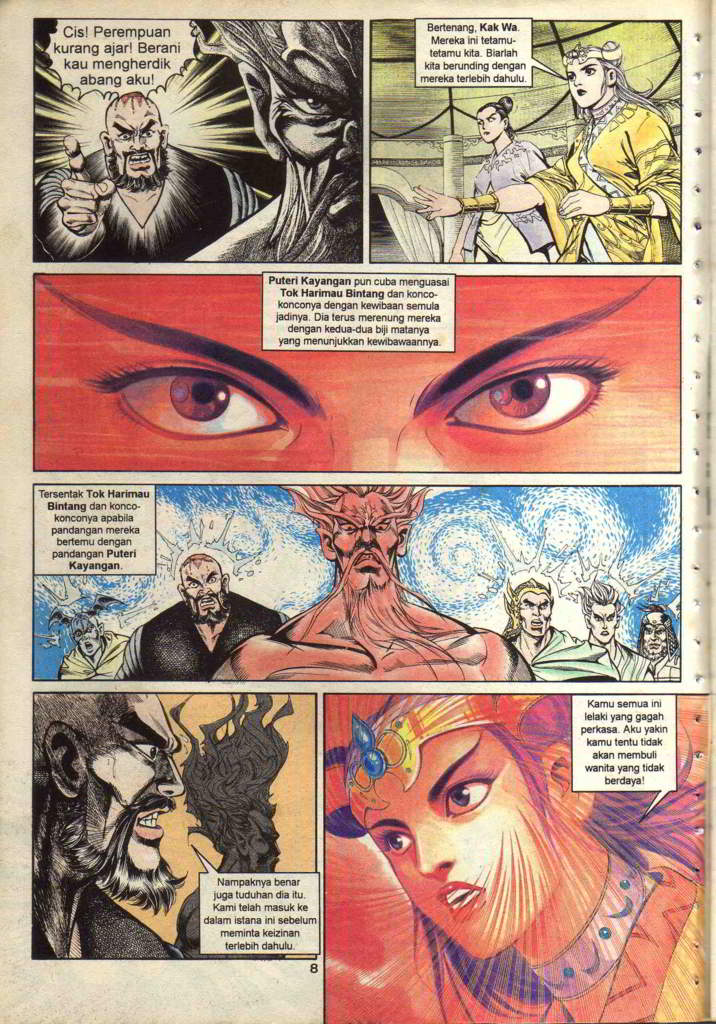 Cis! Perempuan
kurang ajar! Berani
kau mengherdik
abang aku!
Bertenang, Kak Wa.
Mereka ini tetamu-
tetamu kita. Biarlah
kita berunding dengan
mereka terlebih dahulu.
Puteri Kayangan pun cuba menguasai
Tok Harimau Bintang dan konco-
konconya dengan kewibaan semula
jadinya. Dia terus merenung mereka
dengan kedua-dua biji matanya
yang menunjukkan kewibawaannya.
Tersentak Tok Harimau
Bintang dan konco-
konconya apabila
pandangan mereka
bertemu dengan
pandangan Puteri
Kayangan.
Nampaknya benar
juga tuduhan dia itu.
Kami telah masuk ke
dalam istana ini sebelum
meminta keizinan
terlebih dahulu.
Kamu semua ini
lelaki yang gagah
perkasa. Aku yakin
kamu tentu tidak
akan membuli
wanita yang tidak
berdaya!
8